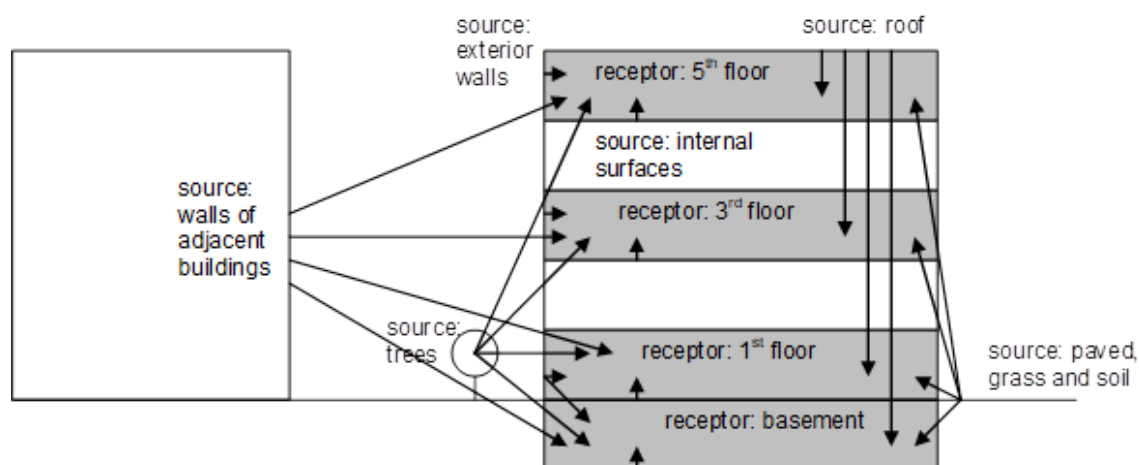 source:
exterior
walls
source: roof
receptor: 5th floor
source: internal
surfaces
source:
walls of
adjacent
buildings
receptor: 3rd floor
source:
trees
receptor: 1st floor
source: paved,
grass and soil
receptor: basement